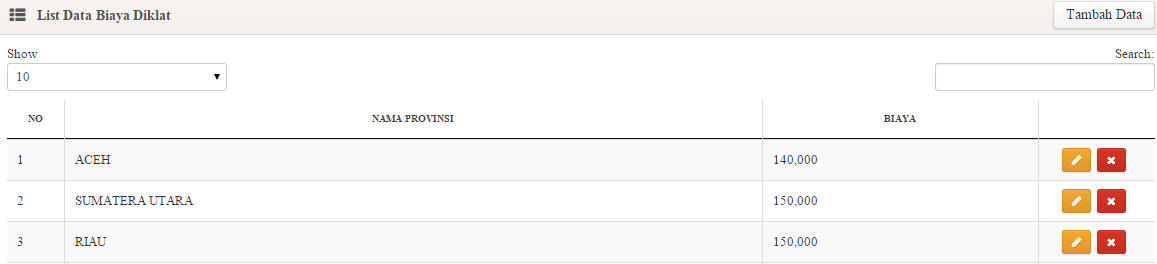 List Data Biaya Diklat Tambah Data
Show Search:
10
NO NAMA PROVINSI BIAYA
1 ACEH 140,000
2 SUMATERA UTARA 150,000
3 RIAU 150,000